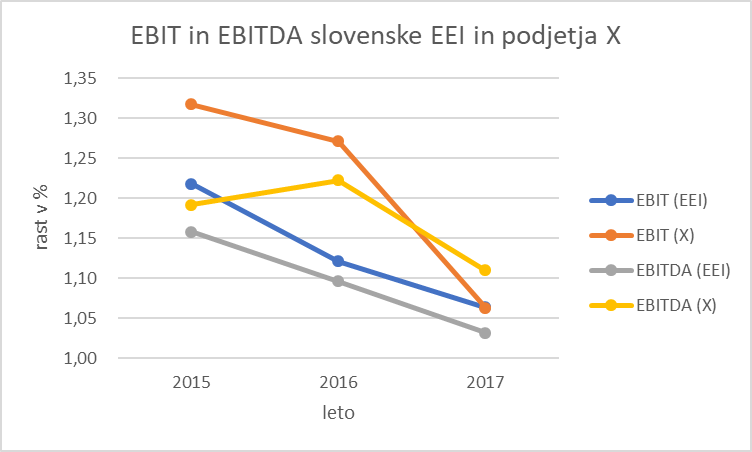 EBIT in EBITDA slovenske EEI in podjetja X
1,35
1,30
1,25
1,20
1,15
1,10
1,05
1,00
rast v %
2015 2016 2017
leto
EBIT (EEI)
EBIT (X)
EBITDA (EEI)
EBITDA (X)